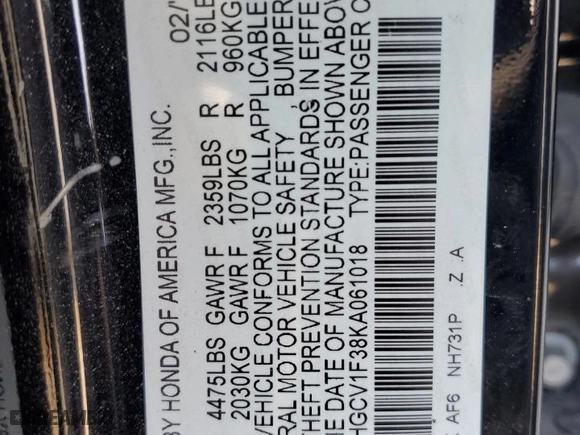 BY HONDA OF AMERICA MFG.,INC. 02/
4475LBS GAWR F 2359LBS R 2116LB
2030KG GAWR F 1070KG R 960KG
VEHICLE CONFORMS TO ALL APPLICABLE
RAL MOTOR VEHICLE SAFETY, BUMPER
THEFT PREVENTION STANDARDS IN EFFE
HE DATE OF MANUFACTURE SHOWN ABOV
HGCV1F38KA061018 TYPE:PASSENGER C
AF6 NH731P .Z .A